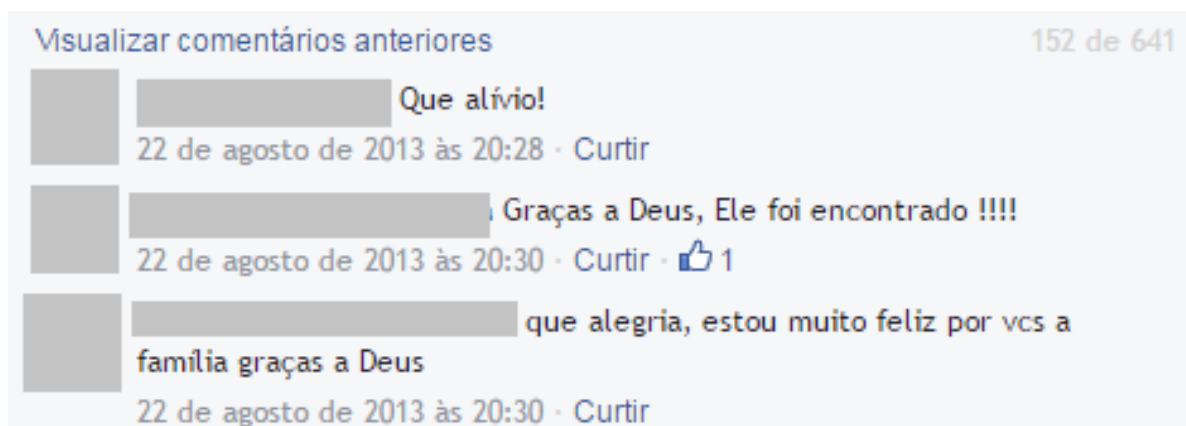 Visualizar comentários anteriores 152 de 641
Que alívio!
22 de agosto de 2013 às 20:28 · Curtir
Graças a Deus, Ele foi encontrado !!!!
22 de agosto de 2013 às 20:30 · Curtir · 1
que alegria, estou muito feliz por vcs a
família graças a Deus
22 de agosto de 2013 às 20:30 · Curtir